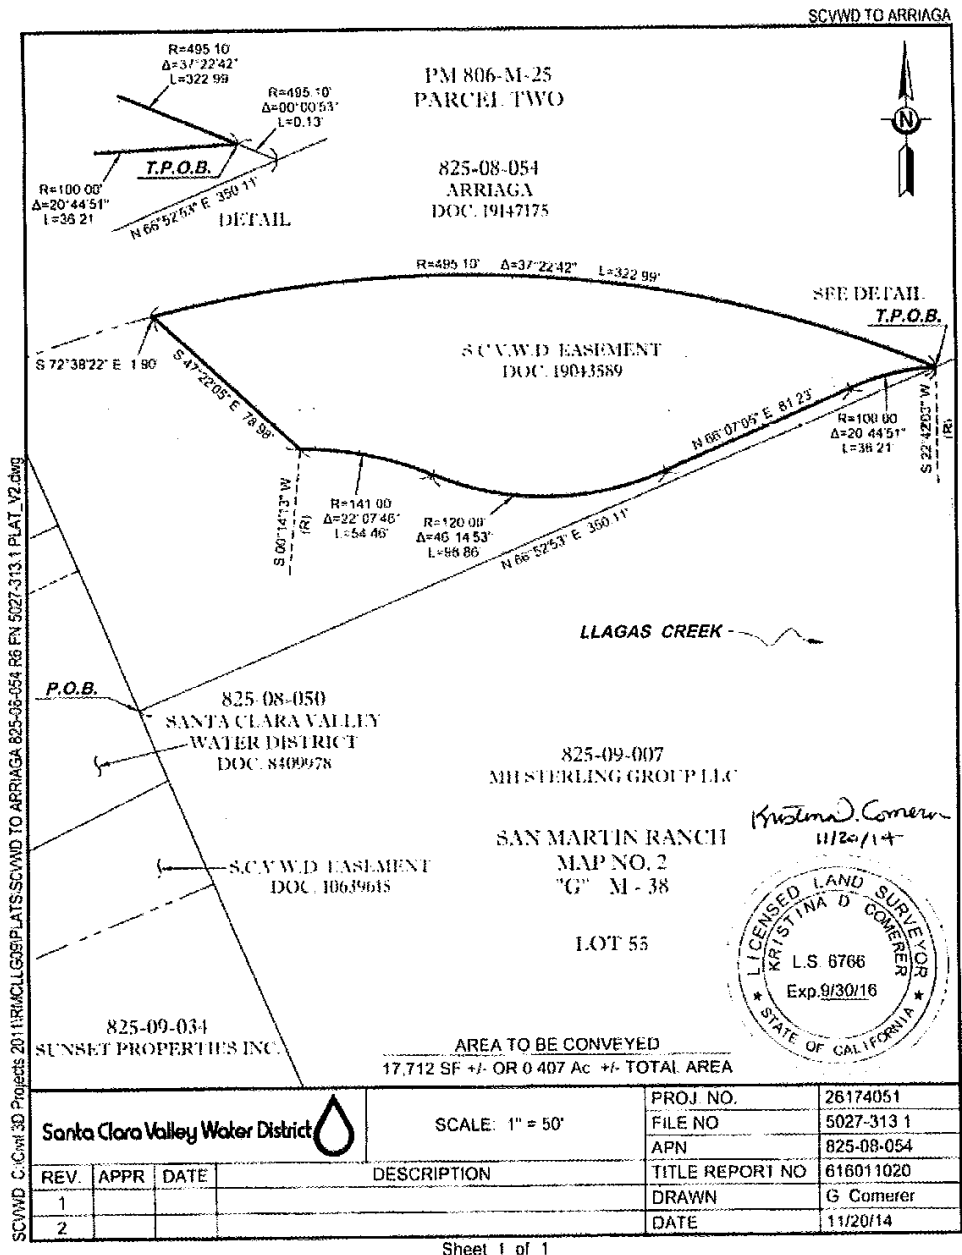 SCVWD TO ARRIAGA
R=495 10'
Δ=37°22'42"
L=322 99
R=495.10'
Δ=00°00'53"
L=0.13'
T.P.O.B.
R=100 00'
Δ=20°44'51"
L=36 21
N 66°52'53" E 350 11'
DETAIL
PM 806-M-25
PARCEL TWO
825-08-054
ARRIAGA
DOC. 19147175
N
R=495 10' Δ=37°22'42" L=322 99'
SEE DETAIL
T.P.O.B.
S 72°38'22" E 1 90'
S 47°22'05" E 78.98'
S.C.V.W.D EASEMENT
DOC. 19043589
N 66°07'05" E 81 23'
R=100 00
Δ=20 44'51"
L=36 21
S 22°42'03" W
(R)
S 00°14'13" W
(R)
R=141 00
Δ=22°07'46"
L=54 46'
R=120 00'
Δ=46 14 53'
L=96 86
N 66°52'53" E 350.11'
LLAGAS CREEK
P.O.B.
825-08-050
SANTA CLARA VALLEY
WATER DISTRICT
DOC. 8409978
825-09-007
MH STERLING GROUP LLC
SAN MARTIN RANCH
MAP NO. 2
"G" M - 38
LOT 55
S.C.V.W.D EASEMENT
DOC. 10639615
825-09-034
SUNSET PROPERTIES INC.
Kristina D. Comerer
11/20/14
LICENSED LAND SURVEYOR
KRISTINA D COMERER
L.S. 6766
Exp.9/30/16
STATE OF CALIFORNIA
AREA TO BE CONVEYED
17,712 SF +/- OR 0 407 Ac +/- TOTAL AREA
SCVWD C:\Civil 3D Projects 2011\RMC\LLG09\PLATS\SCVWD TO ARRIAGA 825-08-054 R6 FN 5027-313.1 PLAT_V2.dwg
Santa Clara Valley Water District
SCALE: 1" = 50'
PROJ. NO. 26174051
FILE NO 5027-313 1
APN 825-08-054
REV. APPR DATE DESCRIPTION
TITLE REPORT NO 616011020
1
DRAWN G Comerer
2
DATE 11/20/14
Sheet 1 of 1